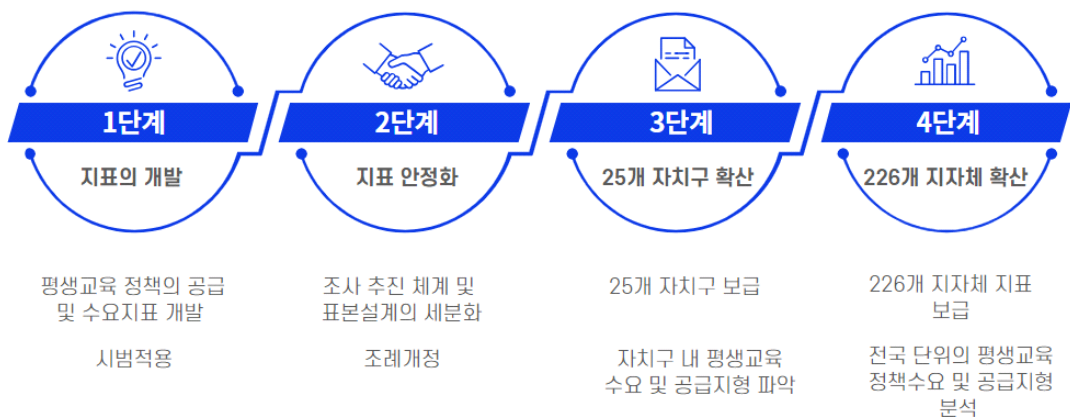 1단계
지표의 개발
평생교육 정책의 공급
및 수요지표 개발
시범적용
2단계
지표 안정화
조사 추진 체계 및
표본설계의 세분화
조례개정
3단계
25개 자치구 확산
25개 자치구 보급
자치구 내 평생교육
수요 및 공급지형 파악
4단계
226개 지자체 확산
226개 지자체 지표
보급
전국 단위의 평생교육
정책수요 및 공급지형
분석